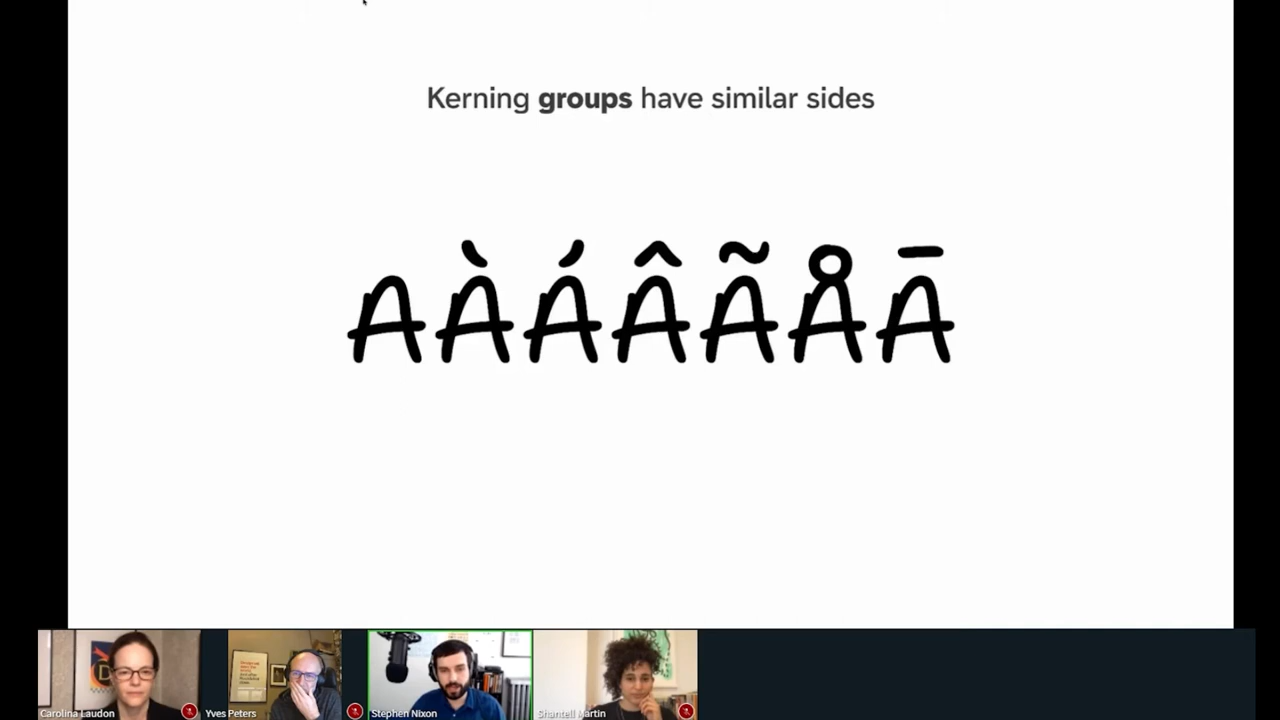 Kerning groups have similar sides
AÀÁÂÃÅĀ
Carolina Laudon
Yves Peters
Stephen Nixon
Shantell Martin